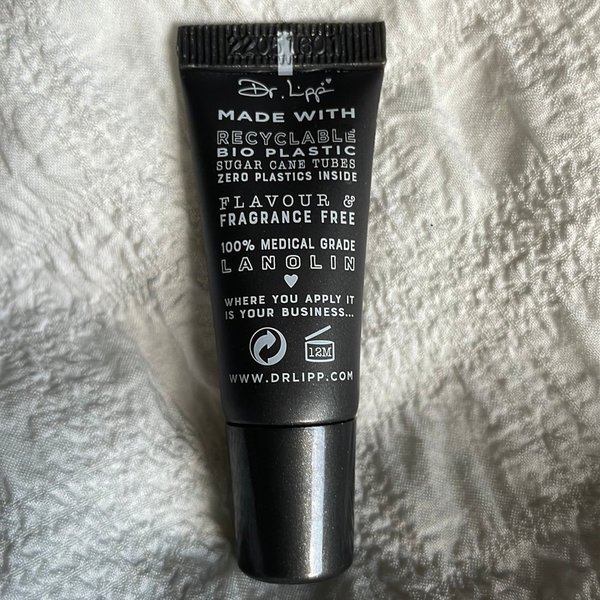 Dr. Lipp
MADE WITH
RECYCLABLE
BIO PLASTIC
SUGAR CANE TUBES
ZERO PLASTICS INSIDE
FLAVOUR &
FRAGRANCE FREE
100% MEDICAL GRADE
LANOLIN
WHERE YOU APPLY IT
IS YOUR BUSINESS...
12M
WWW.DRLIPP.COM